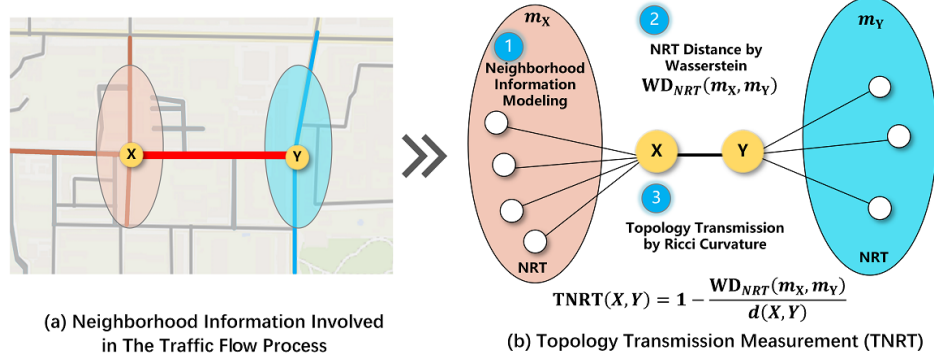 X
Y
(a) Neighborhood Information Involved
in The Traffic Flow Process
m_X
1
Neighborhood
Information
Modeling
NRT
2
NRT Distance by
Wasserstein
WD_NRT(m_X, m_Y)
X
Y
3
Topology Transmission
by Ricci Curvature
m_Y
NRT
TNRT(X, Y) = 1 − WD_NRT(m_X, m_Y) / d(X, Y)
(b) Topology Transmission Measurement (TNRT)